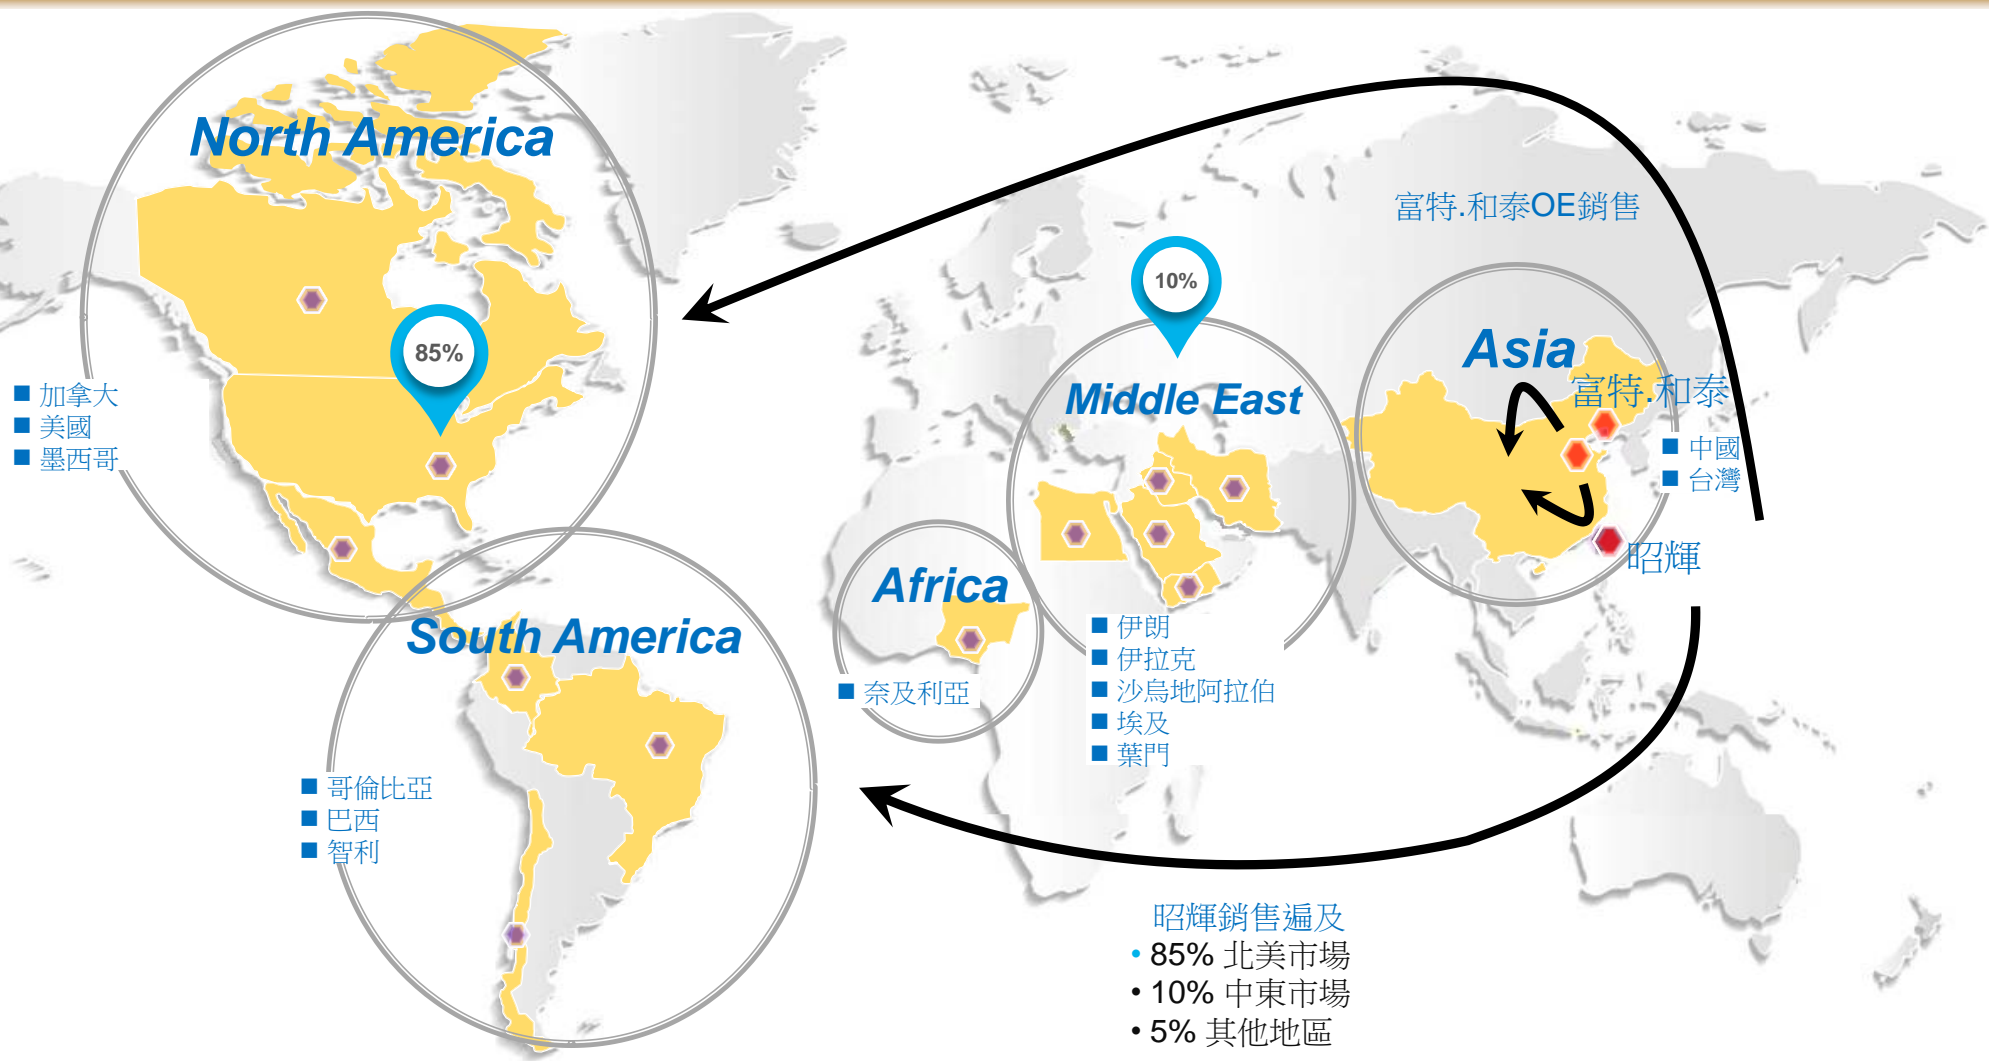 North America
85%
■ 加拿大
■ 美國
■ 墨西哥
South America
■ 哥倫比亞
■ 巴西
■ 智利
Africa
■ 奈及利亞
10%
Middle East
■ 伊朗
■ 伊拉克
■ 沙烏地阿拉伯
■ 埃及
■ 葉門
富特.和泰OE銷售
Asia
富特.和泰
■ 中國
■ 台灣
昭輝
昭輝銷售遍及
• 85% 北美市場
• 10% 中東市場
• 5% 其他地區